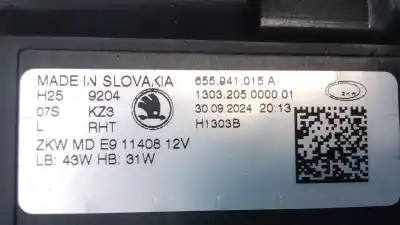 MADE IN SLOVAKIA 655.941.015 A
H25 9204 1303.205.0000.01
07S KZ3 30.09.2024 20:13
L RHT H1303B
ZKW MD E9 11408 12V
LB: 43W HB: 31W